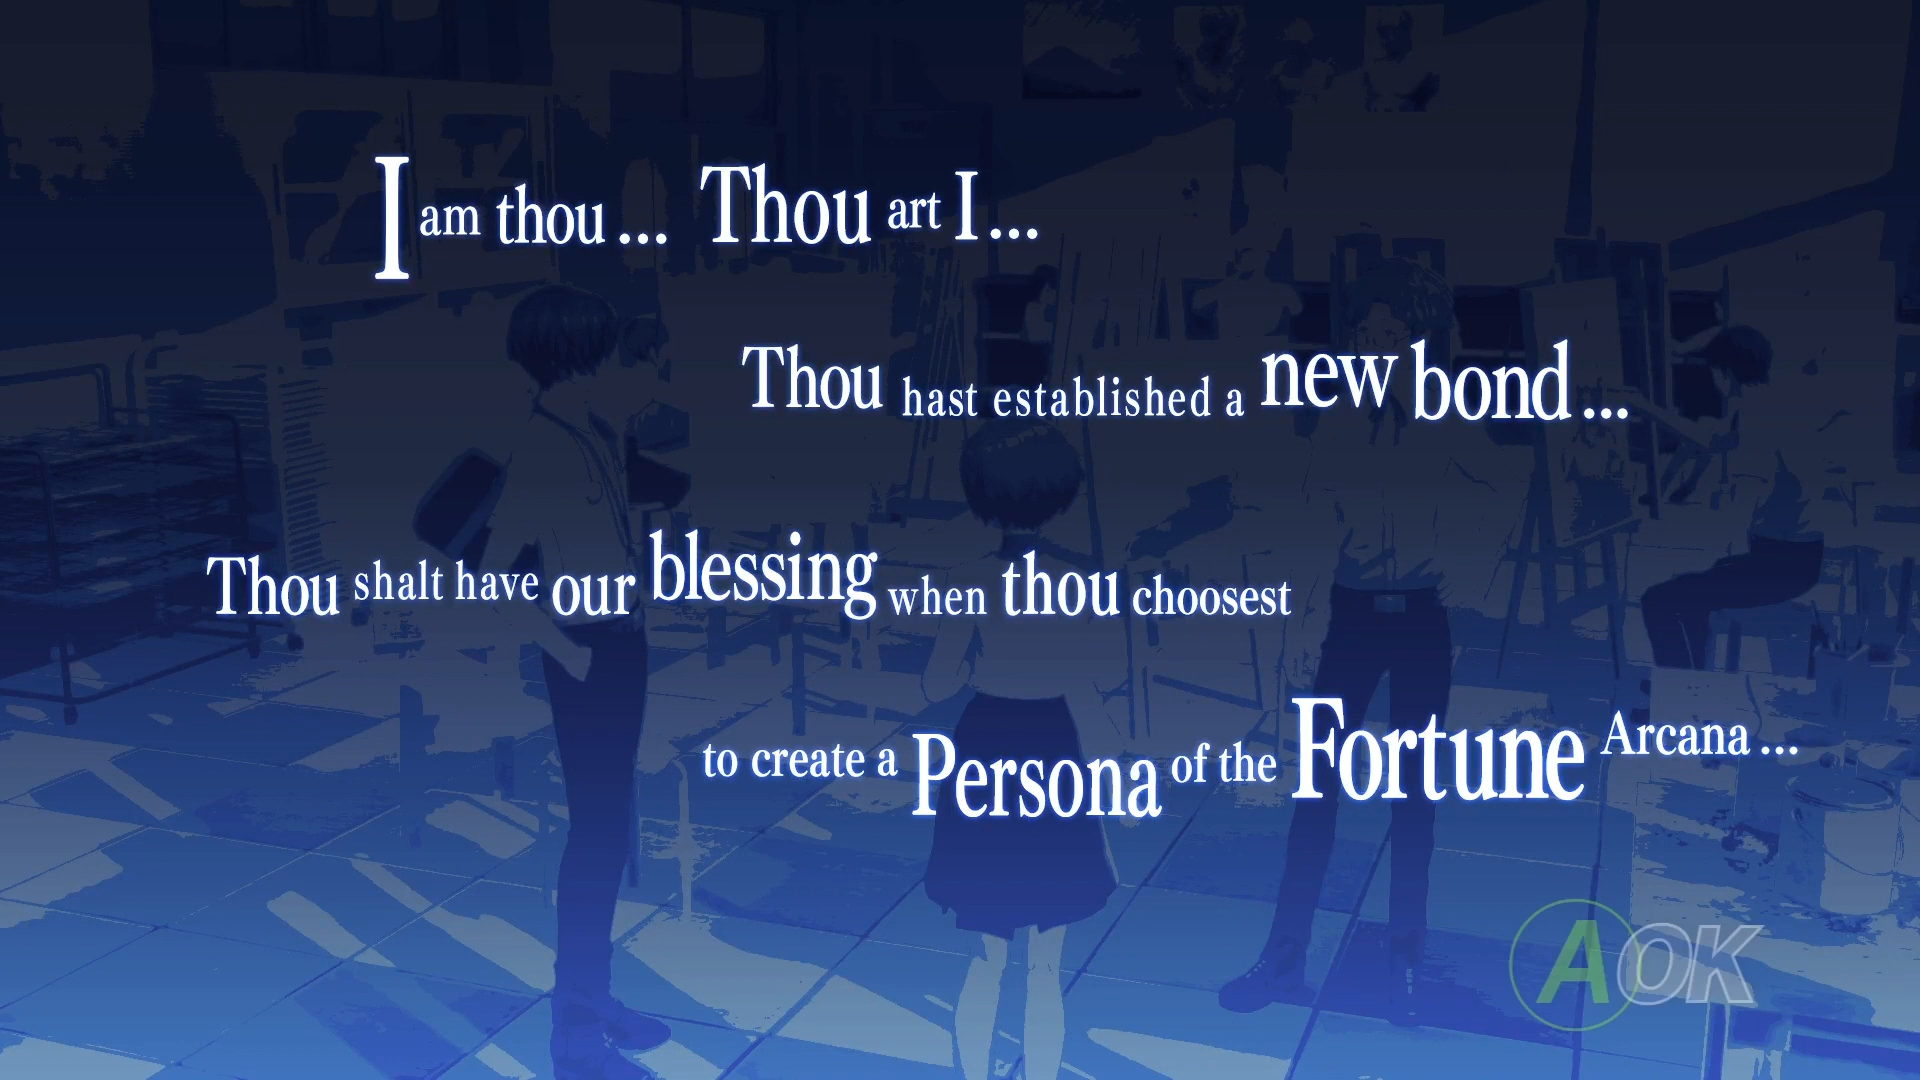 I am thou... Thou art I...
Thou hast established a new bond...
Thou shalt have our blessing when thou choosest
to create a Persona of the Fortune Arcana...
AOK